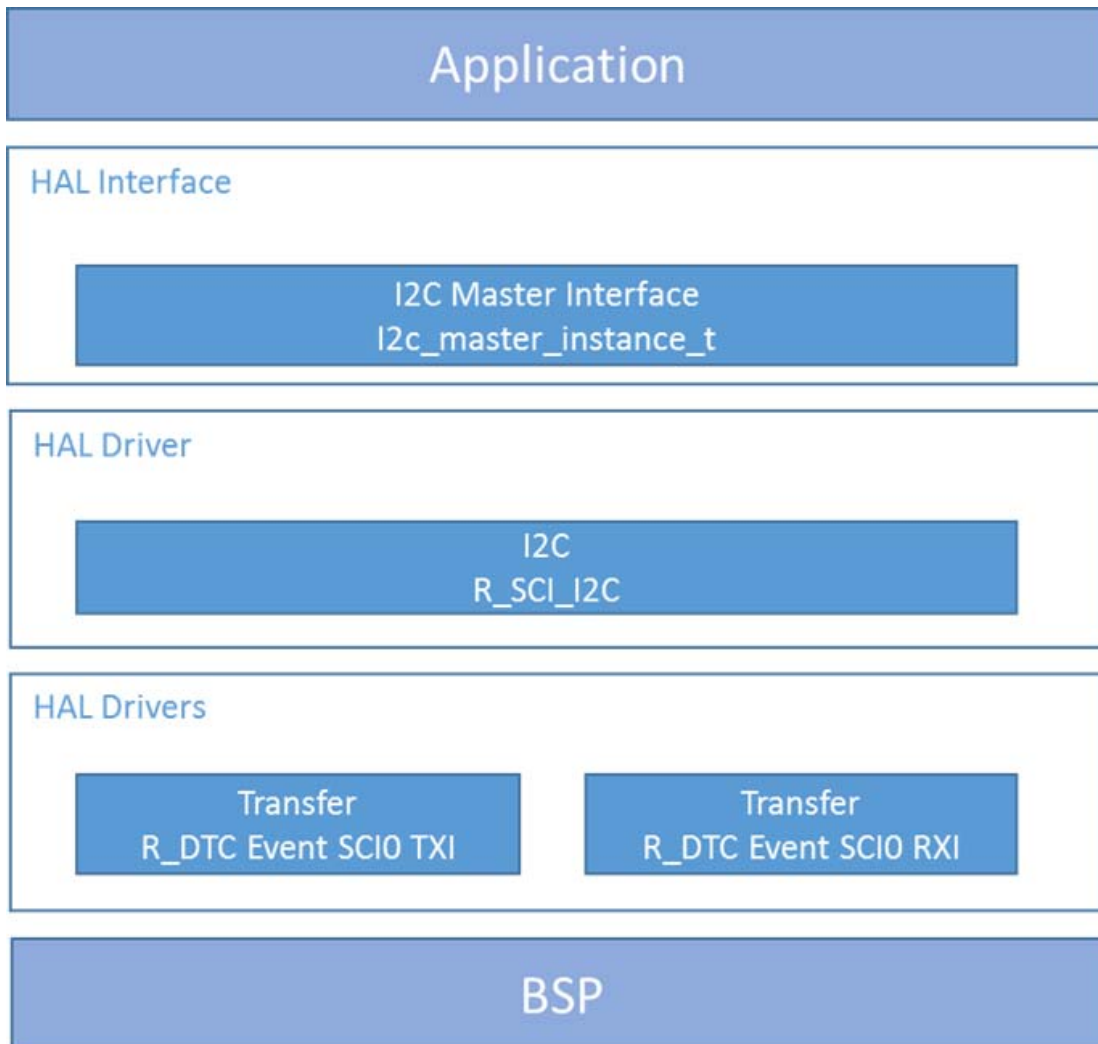 Application
HAL Interface
I2C Master Interface
I2c_master_instance_t
HAL Driver
I2C
R_SCI_I2C
HAL Drivers
Transfer
R_DTC Event SCI0 TXI
Transfer
R_DTC Event SCI0 RXI
BSP